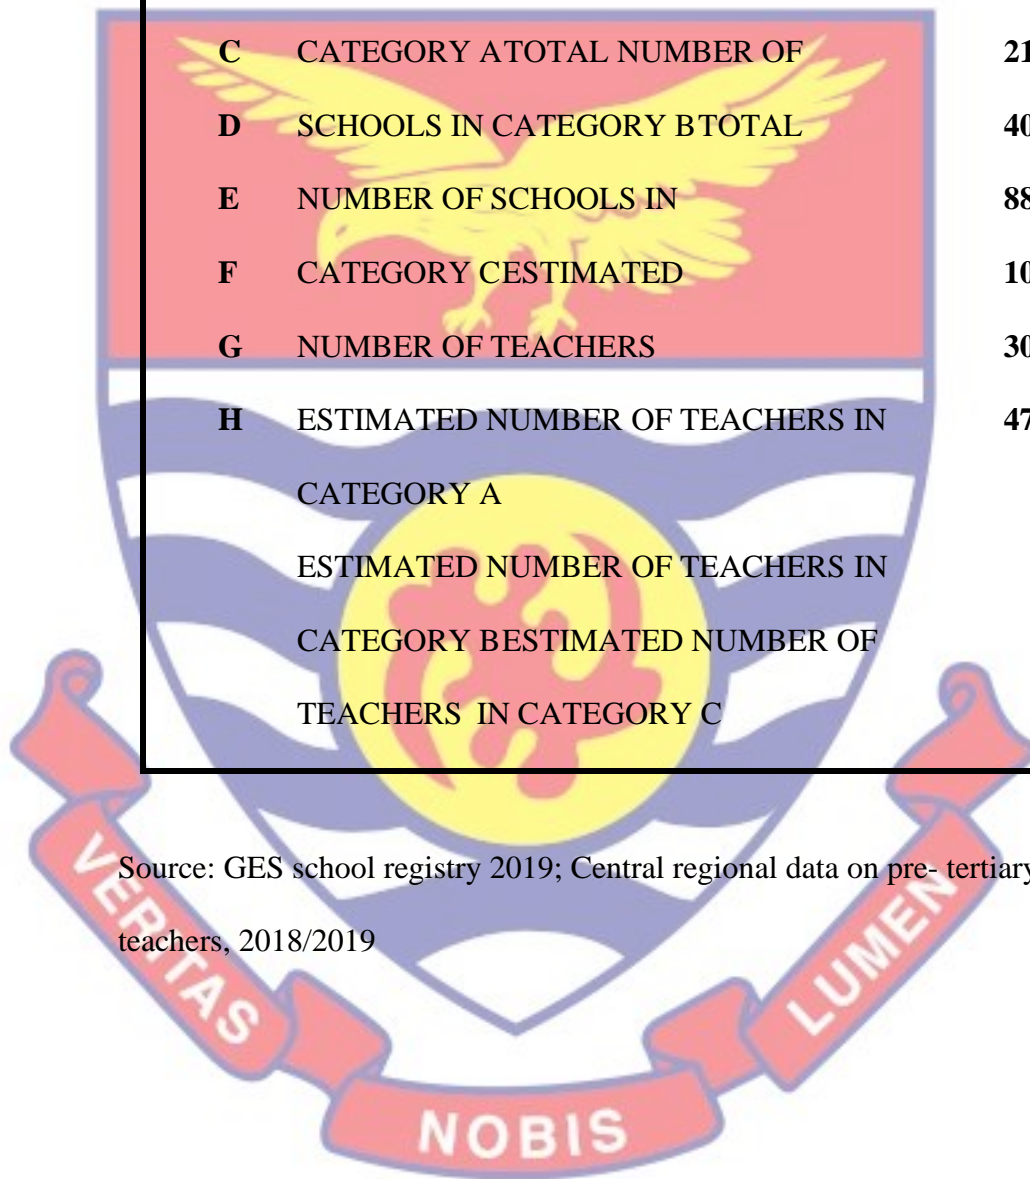 C CATEGORY ATOTAL NUMBER OF 21
D SCHOOLS IN CATEGORY BTOTAL 40
E NUMBER OF SCHOOLS IN 88
F CATEGORY CESTIMATED 10
G NUMBER OF TEACHERS 30
H ESTIMATED NUMBER OF TEACHERS IN 47
CATEGORY A
ESTIMATED NUMBER OF TEACHERS IN
CATEGORY BESTIMATED NUMBER OF
TEACHERS IN CATEGORY C
Source: GES school registry 2019; Central regional data on pre- tertiary
teachers, 2018/2019
VERITAS
NOBIS
LUMEN